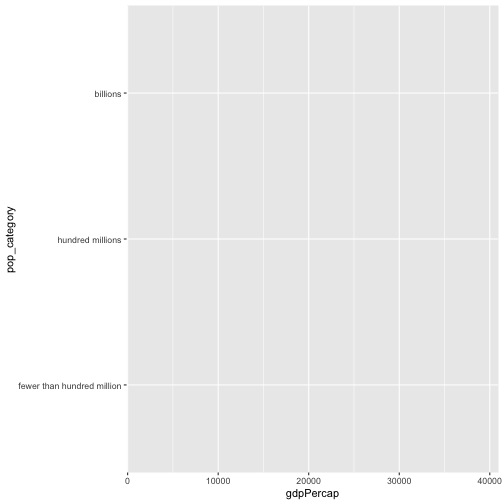 pop_category
billions
hundred millions
fewer than hundred million
0 10000 20000 30000 40000
gdpPercap